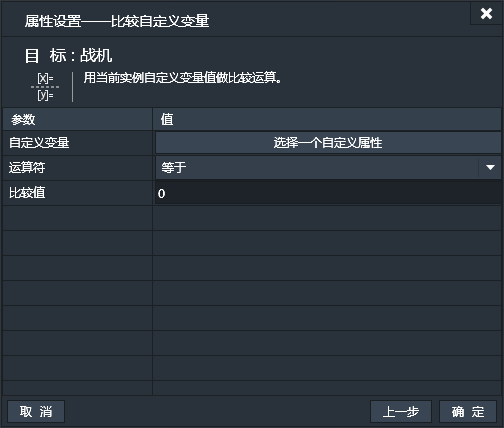 属性设置——比较自定义变量
目 标：战机
[x]=
[y]=
用当前实例自定义变量值做比较运算。
参数 值
自定义变量 选择一个自定义属性
运算符 等于
比较值 0
取 消 上一步 确 定